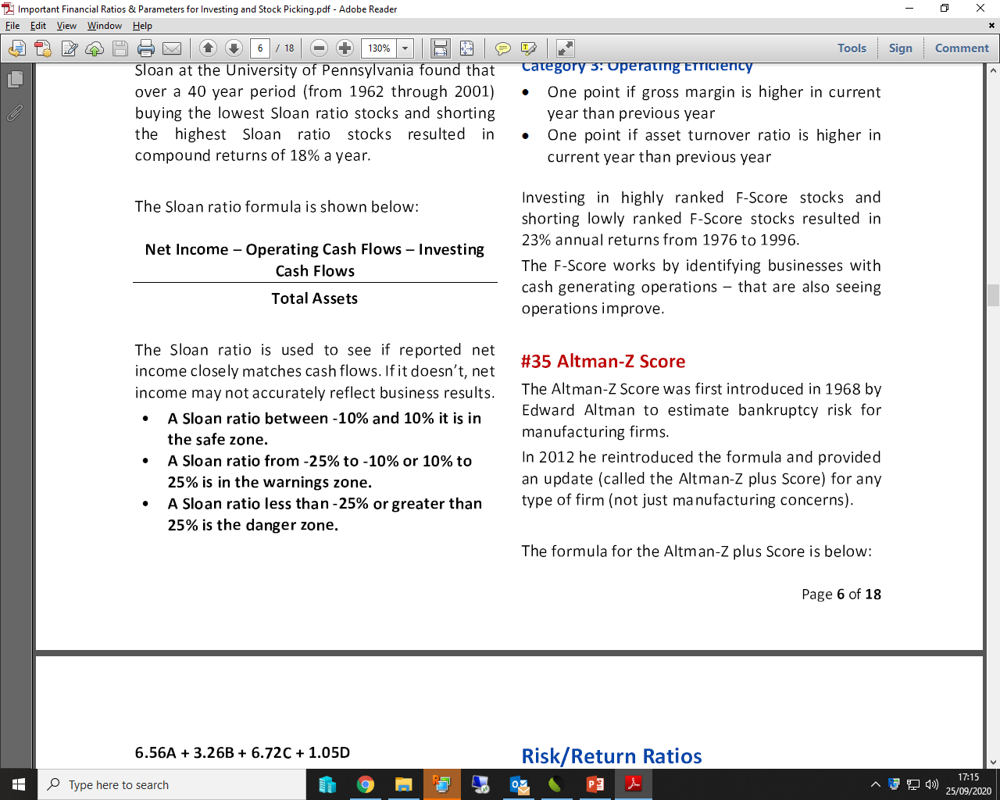 Important Financial Ratios & Parameters for Investing and Stock Picking.pdf - Adobe Reader
File Edit View Window Help
6 / 18 130% Tools Sign Comment
Sloan at the University of Pennsylvania found that
over a 40 year period (from 1962 through 2001)
buying the lowest Sloan ratio stocks and shorting
the highest Sloan ratio stocks resulted in
compound returns of 18% a year.
The Sloan ratio formula is shown below:
Net Income – Operating Cash Flows – Investing
Cash Flows
Total Assets
The Sloan ratio is used to see if reported net
income closely matches cash flows. If it doesn't, net
income may not accurately reflect business results.
• A Sloan ratio between -10% and 10% it is in
the safe zone.
• A Sloan ratio from -25% to -10% or 10% to
25% is in the warnings zone.
• A Sloan ratio less than -25% or greater than
25% is the danger zone.
Category 3: Operating Efficiency
• One point if gross margin is higher in current
year than previous year
• One point if asset turnover ratio is higher in
current year than previous year
Investing in highly ranked F-Score stocks and
shorting lowly ranked F-Score stocks resulted in
23% annual returns from 1976 to 1996.
The F-Score works by identifying businesses with
cash generating operations – that are also seeing
operations improve.
#35 Altman-Z Score
The Altman-Z Score was first introduced in 1968 by
Edward Altman to estimate bankruptcy risk for
manufacturing firms.
In 2012 he reintroduced the formula and provided
an update (called the Altman-Z plus Score) for any
type of firm (not just manufacturing concerns).
The formula for the Altman-Z plus Score is below:
Page 6 of 18
6.56A + 3.26B + 6.72C + 1.05D
Risk/Return Ratios
Type here to search
17:15
25/09/2020